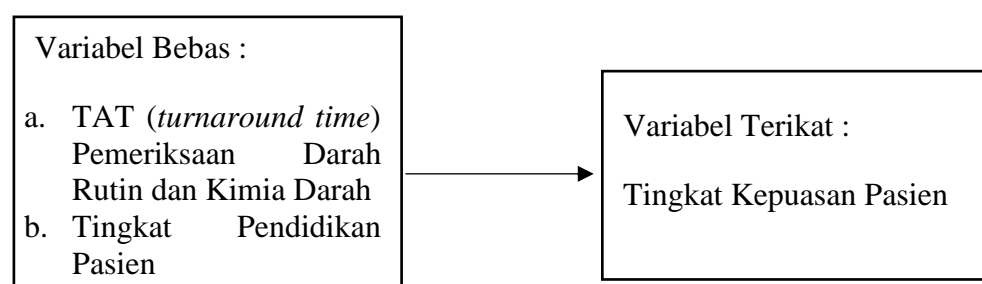 Variabel Bebas :
a. TAT (turnaround time)
Pemeriksaan Darah
Rutin dan Kimia Darah
b. Tingkat Pendidikan
Pasien
Variabel Terikat :
Tingkat Kepuasan Pasien